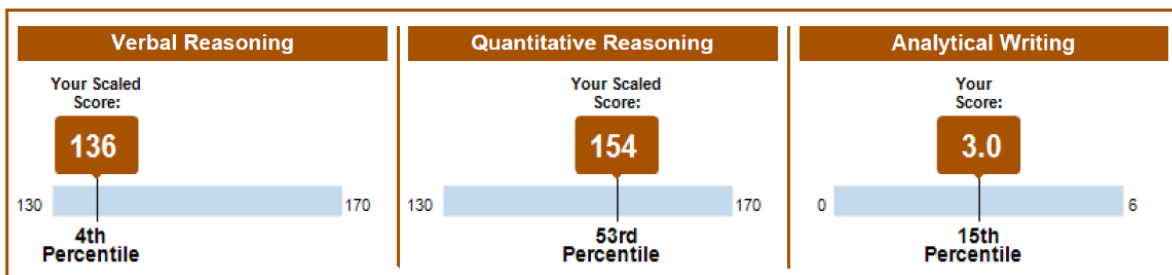 Verbal Reasoning
Your Scaled
Score:
136
130
170
4th
Percentile
Quantitative Reasoning
Your Scaled
Score:
154
130
170
53rd
Percentile
Analytical Writing
Your
Score:
3.0
0
6
15th
Percentile